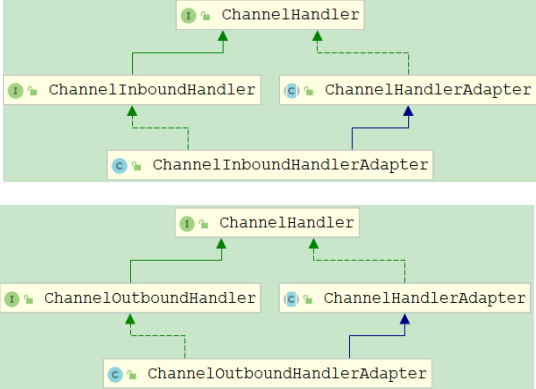 I ChannelHandler
I ChannelInboundHandler C ChannelHandlerAdapter
C ChannelInboundHandlerAdapter
I ChannelHandler
I ChannelOutboundHandler C ChannelHandlerAdapter
C ChannelOutboundHandlerAdapter